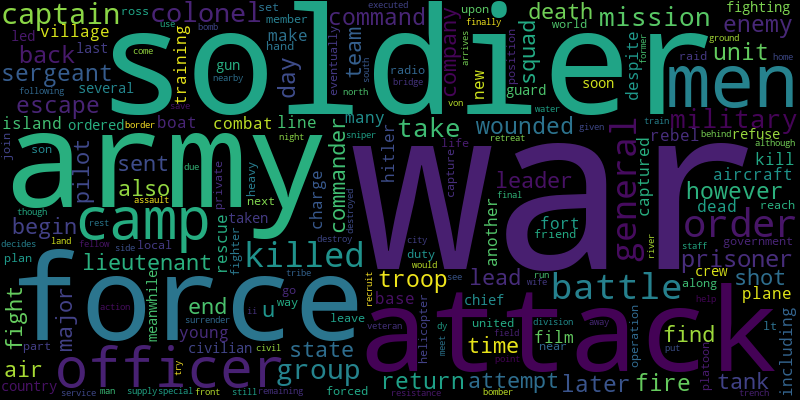 captain
ross
colonel
set
member
use
command
upon
death
world
mission
fighting
village
led
last
back
sergeant
several
following
escape
soldier
training
come
executed
bomb
finally
hand
make
day
gun
nearby
team
eventually
radio
bridge
south
north
company
arrives
position
new
squad
guard
despite
soon
former
raid
ground
enemy
unit
home
men
island
ordered
border
boat
combat
line
many
take
wounded
military
join
son
pilot
army
due
night
sniper
retreat
water
given
train
behind
refuse
although
rebel
kill
aircraft
sent
also
assault
private
heavy
commander
hitler
life
capture
war
leader
final
general
captured
however
dead
reach
though
begin
camp
charge
next
taken
rest
rescue
fighter
destroyed
another
fort
friend
order
river
staff
government
decides
land
fellow
plan
side
local
killed
city
duty
would
prisoner
lieutenant
destroy
troop
lead
battle
crew
shot
plane
fight
major
force
meanwhile
tribe
end
u
go
way
base
recruit
see
wife
run
chief
along
helicopter
attack
action
ii
surrender
young
leave
veteran
dy
meet
united
field
division
near
film
away
operation
find
help
put
lt
including
part
air
country
officer
try
civilian
civil
state
group
time
point
return
attempt
later
fire
platoon
tank
service
man
supply
special
front
still
remaining
forced
resistance
von
bomber
trench